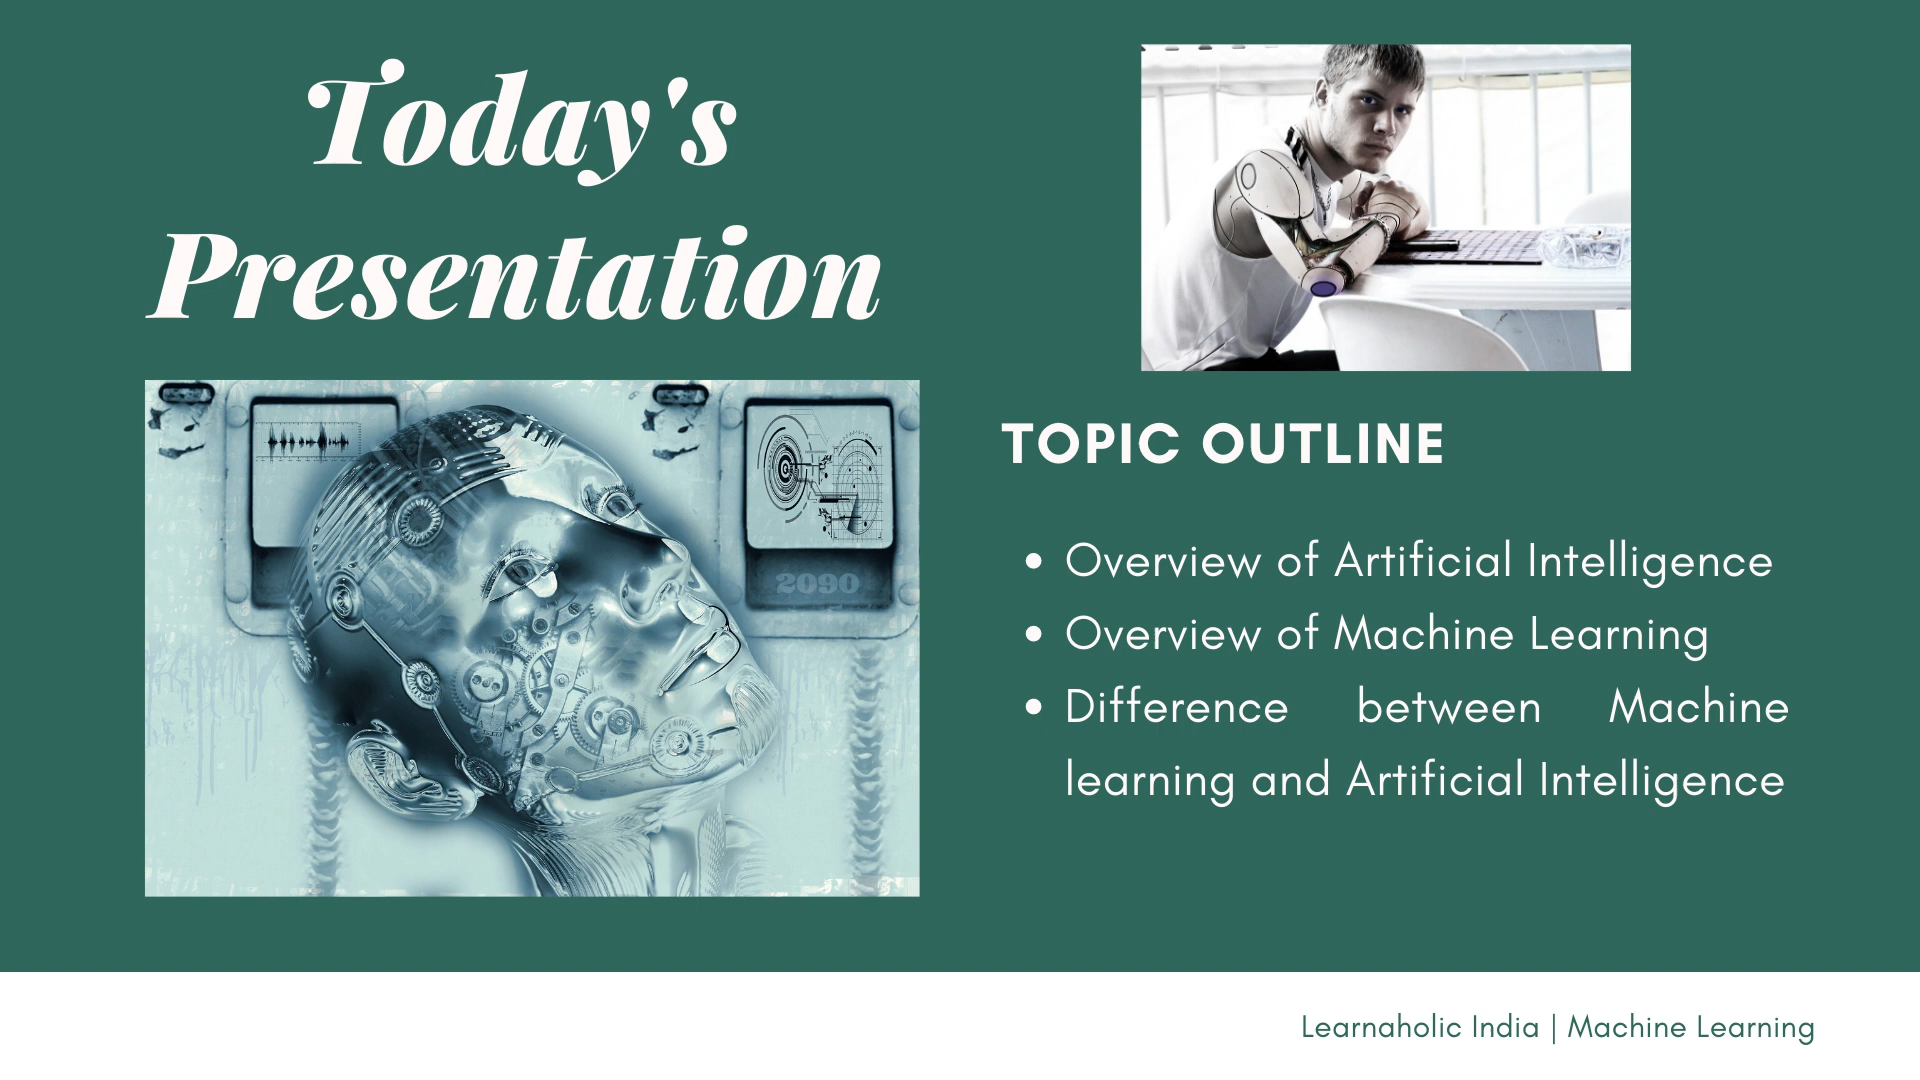 Today's
Presentation
2090
TOPIC OUTLINE
• Overview of Artificial Intelligence
• Overview of Machine Learning
• Difference between Machine
learning and Artificial Intelligence
Learnaholic India | Machine Learning